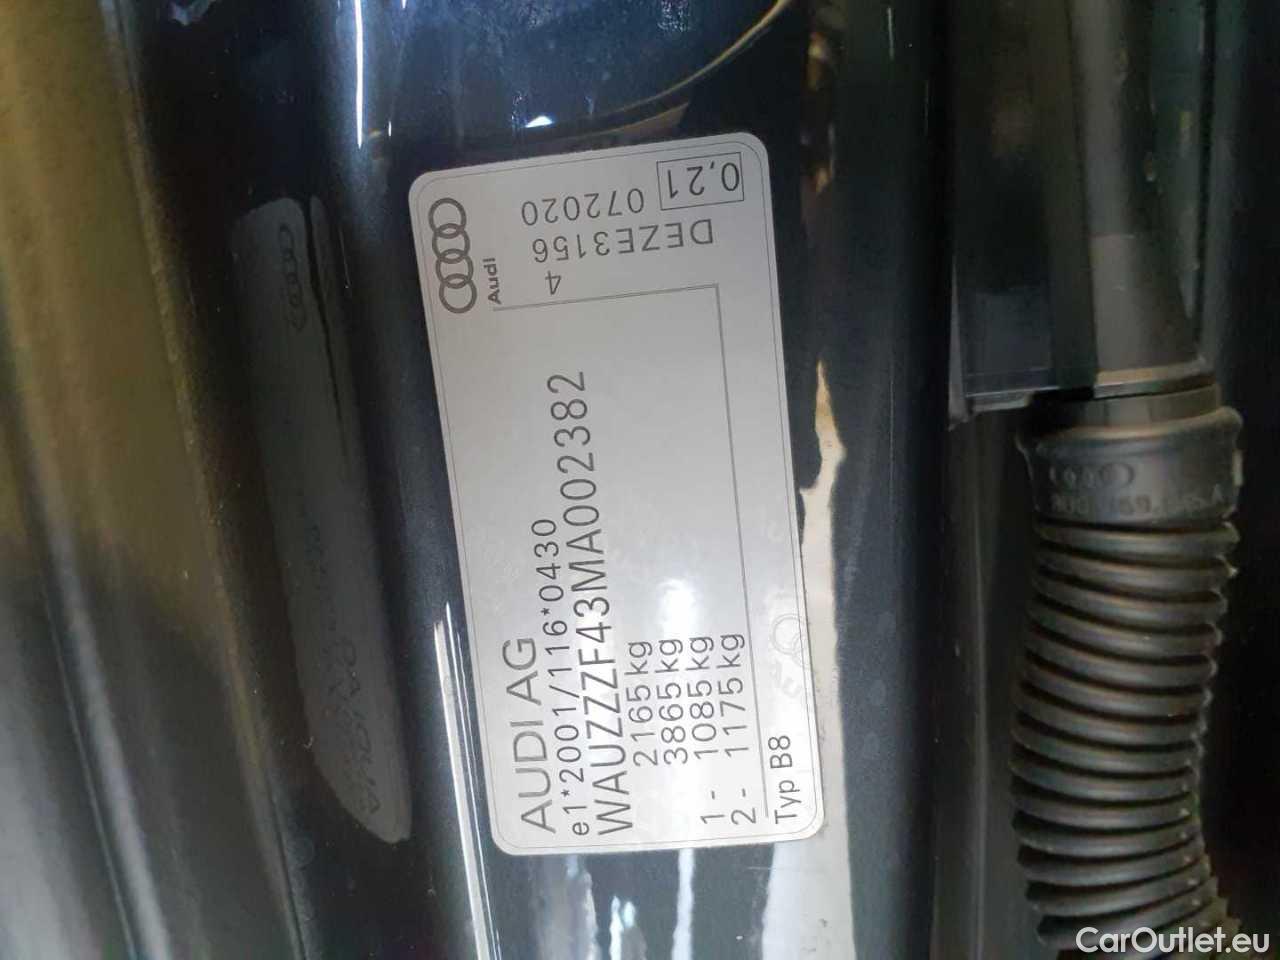 AUDI AG
e1*2001/116*0430
WAUZZZF43MA002382
2165 kg
3865 kg
1 - 1085 kg
2 - 1175 kg
Typ B8
Audi
4
DEZE3156
072020
0,21
CarOutlet.eu